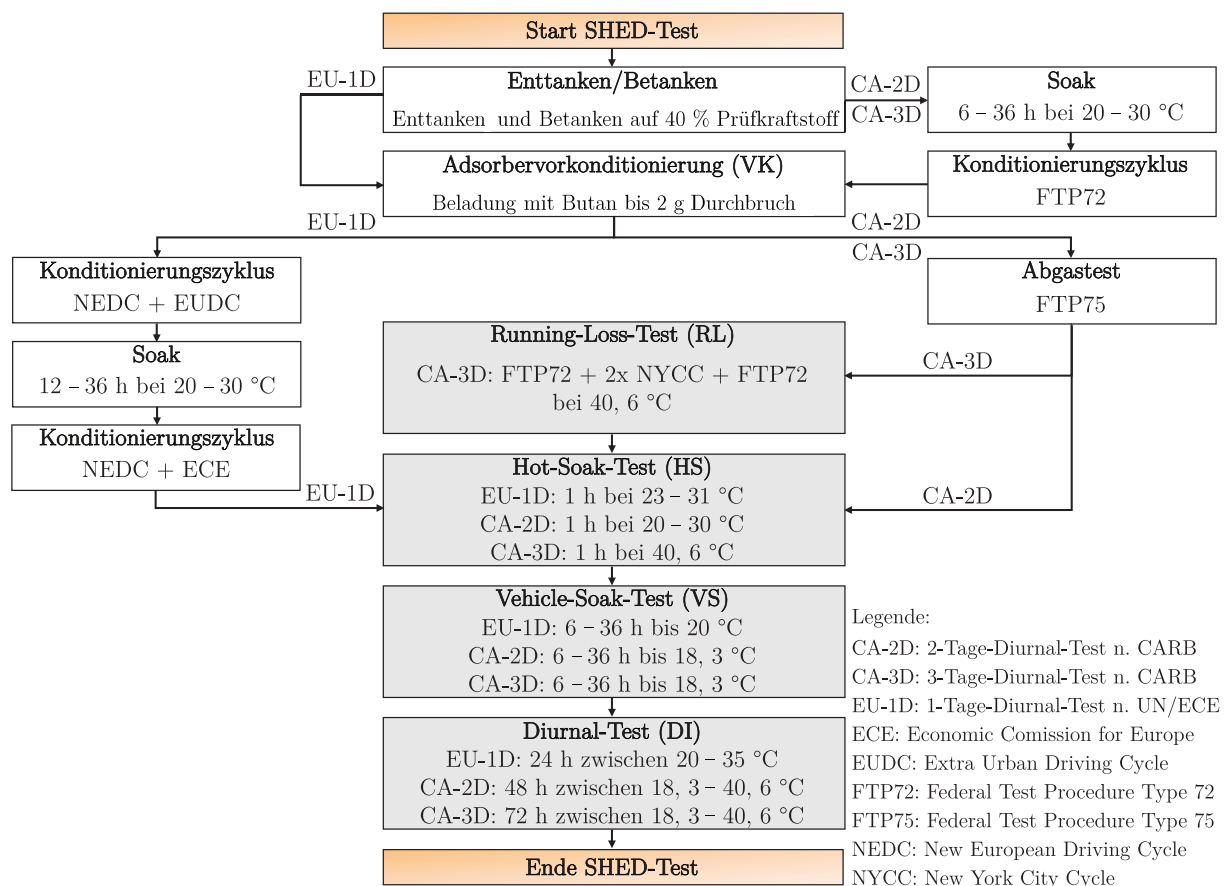 Start SHED-Test
EU-1D
Enttanken/Betanken
Enttanken und Betanken auf 40 % Prüfkraftstoff
CA-2D
CA-3D
Soak
6 – 36 h bei 20 – 30 °C
Adsorbervorkonditionierung (VK)
Beladung mit Butan bis 2 g Durchbruch
Konditionierungszyklus
FTP72
EU-1D
CA-2D
CA-3D
Konditionierungszyklus
NEDC + EUDC
Abgastest
FTP75
Soak
12 – 36 h bei 20 – 30 °C
Running-Loss-Test (RL)
CA-3D: FTP72 + 2x NYCC + FTP72
bei 40, 6 °C
CA-3D
Konditionierungszyklus
NEDC + ECE
EU-1D
Hot-Soak-Test (HS)
EU-1D: 1 h bei 23 – 31 °C
CA-2D: 1 h bei 20 – 30 °C
CA-3D: 1 h bei 40, 6 °C
CA-2D
Vehicle-Soak-Test (VS)
EU-1D: 6 – 36 h bis 20 °C
CA-2D: 6 – 36 h bis 18, 3 °C
CA-3D: 6 – 36 h bis 18, 3 °C
Diurnal-Test (DI)
EU-1D: 24 h zwischen 20 – 35 °C
CA-2D: 48 h zwischen 18, 3 – 40, 6 °C
CA-3D: 72 h zwischen 18, 3 – 40, 6 °C
Ende SHED-Test
Legende:
CA-2D: 2-Tage-Diurnal-Test n. CARB
CA-3D: 3-Tage-Diurnal-Test n. CARB
EU-1D: 1-Tage-Diurnal-Test n. UN/ECE
ECE: Economic Comission for Europe
EUDC: Extra Urban Driving Cycle
FTP72: Federal Test Procedure Type 72
FTP75: Federal Test Procedure Type 75
NEDC: New European Driving Cycle
NYCC: New York City Cycle